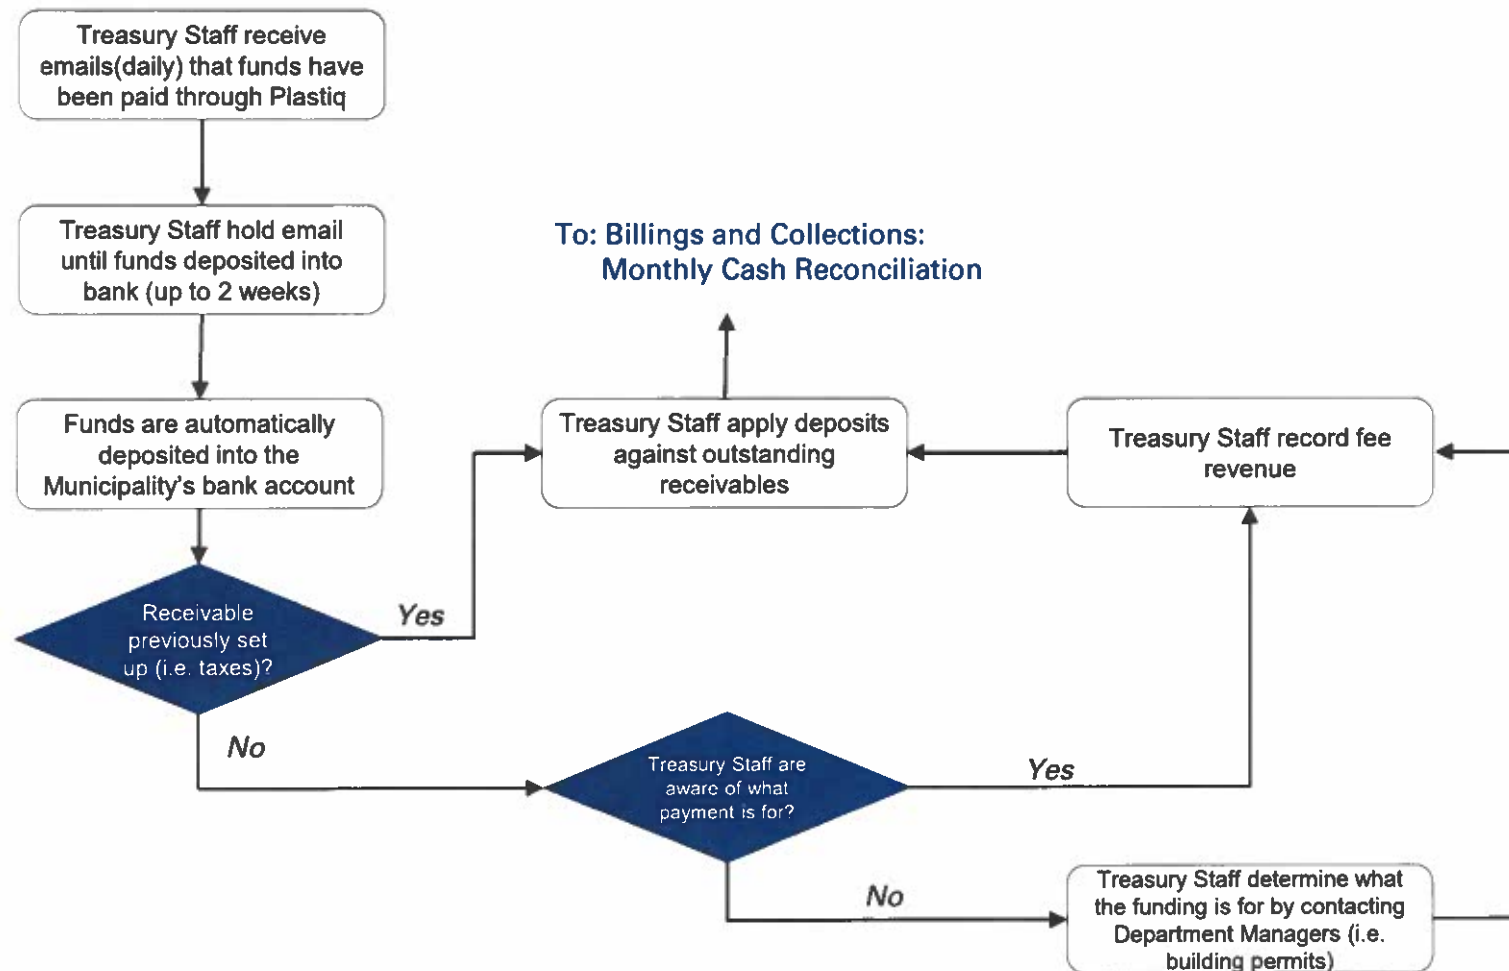 Treasury Staff receive
emails(daily) that funds have
been paid through Plastiq
Treasury Staff hold email
until funds deposited into
bank (up to 2 weeks)
To: Billings and Collections:
Monthly Cash Reconciliation
Funds are automatically
deposited into the
Municipality's bank account
Treasury Staff apply deposits
against outstanding
receivables
Treasury Staff record fee
revenue
Receivable
previously set
up (i.e. taxes)?
Yes
No
Treasury Staff are
aware of what
payment is for?
Yes
No
Treasury Staff determine what
the funding is for by contacting
Department Managers (i.e.
building permits)